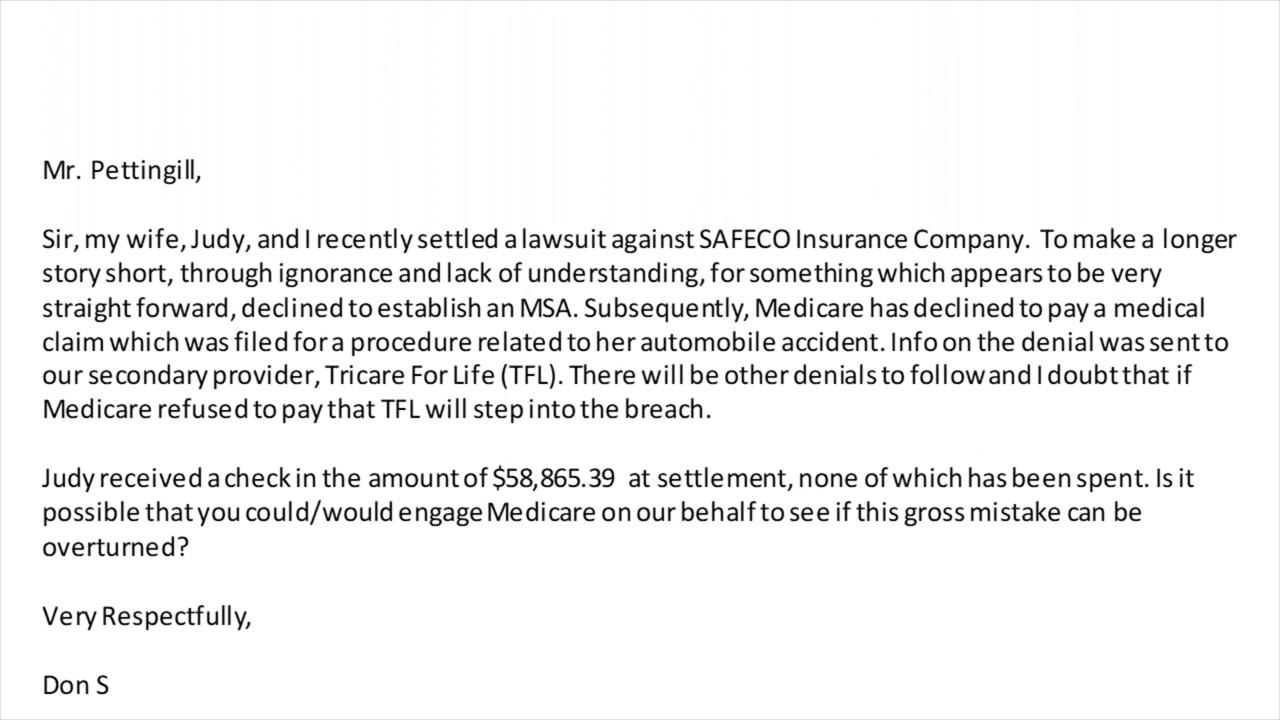 Mr. Pettingill,
Sir, my wife, Judy, and I recently settled a lawsuit against SAFECO Insurance Company. To make a longer
story short, through ignorance and lack of understanding, for something which appears to be very
straight forward, declined to establish an MSA. Subsequently, Medicare has declined to pay a medical
claim which was filed for a procedure related to her automobile accident. Info on the denial was sent to
our secondary provider, Tricare For Life (TFL). There will be other denials to follow and I doubt that if
Medicare refused to pay that TFL will step into the breach.
Judy received a check in the amount of $58,865.39 at settlement, none of which has been spent. Is it
possible that you could/would engage Medicare on our behalf to see if this gross mistake can be
overturned?
Very Respectfully,
Don S